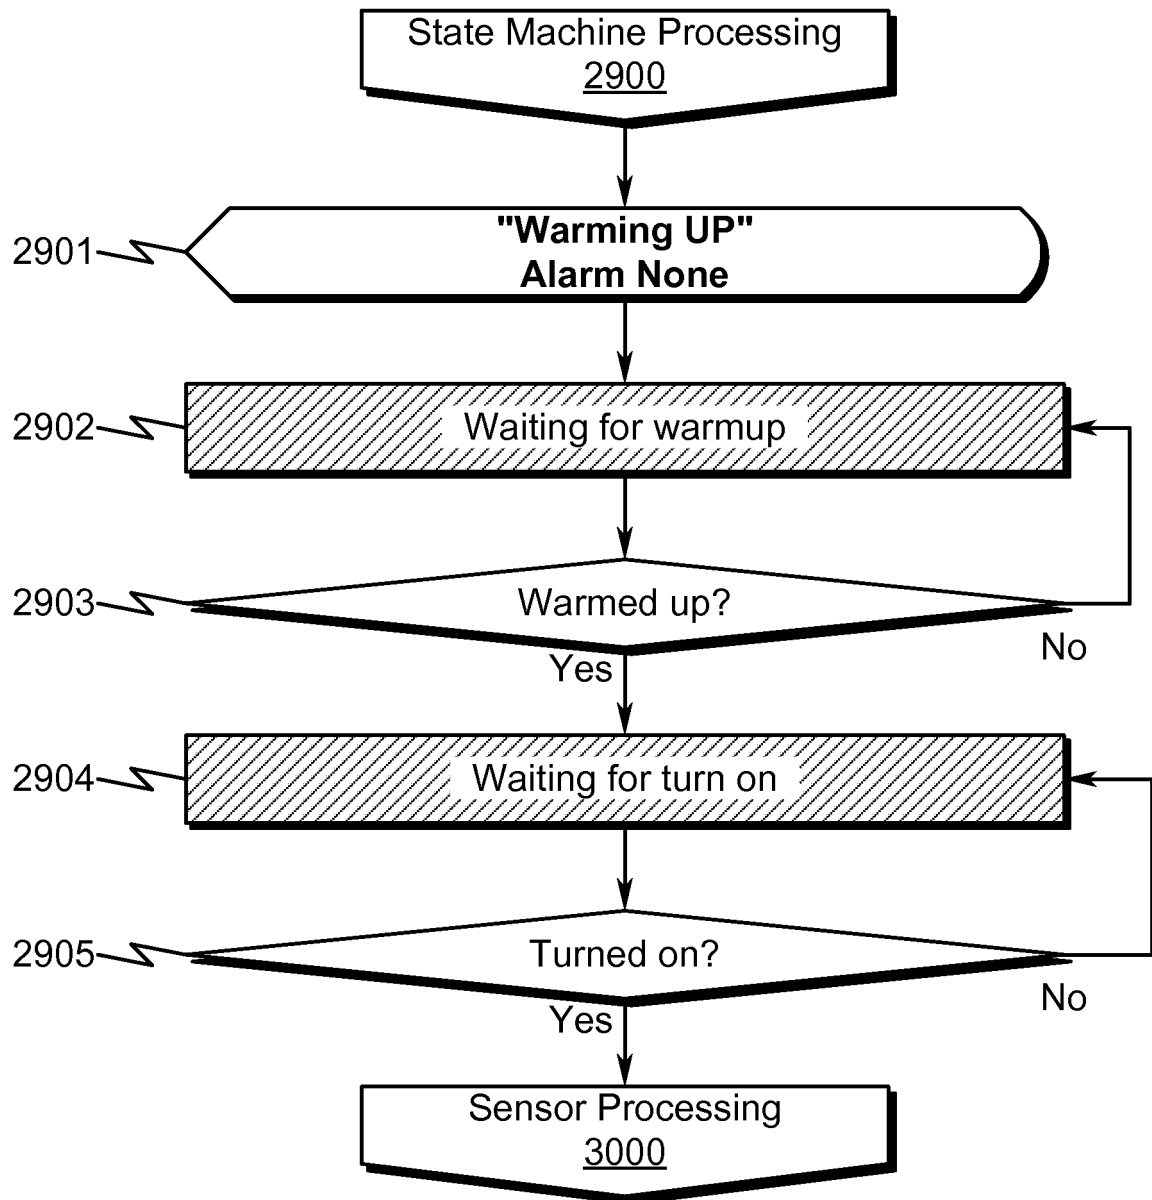 State Machine Processing
2900
2901
"Warming UP"
Alarm None
2902
Waiting for warmup
2903
Warmed up?
No
Yes
2904
Waiting for turn on
2905
Turned on?
No
Yes
Sensor Processing
3000